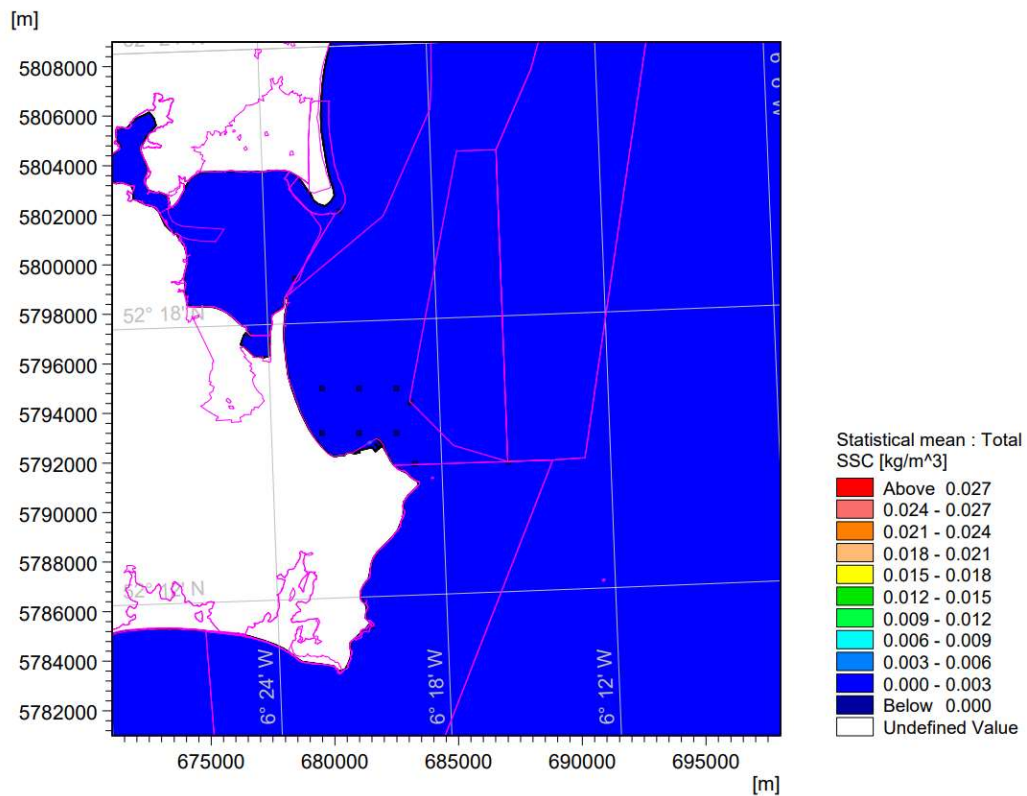 [m]
5808000
5806000
5804000
5802000
5800000
5798000
5796000
5794000
5792000
5790000
5788000
5786000
5784000
5782000
52° 18' N
6° 24' W
6° 18' W
6° 12' W
675000
680000
685000
690000
695000
[m]
Statistical mean : Total
SSC [kg/m^3]
Above 0.027
0.024 - 0.027
0.021 - 0.024
0.018 - 0.021
0.015 - 0.018
0.012 - 0.015
0.009 - 0.012
0.006 - 0.009
0.003 - 0.006
0.000 - 0.003
Below 0.000
Undefined Value